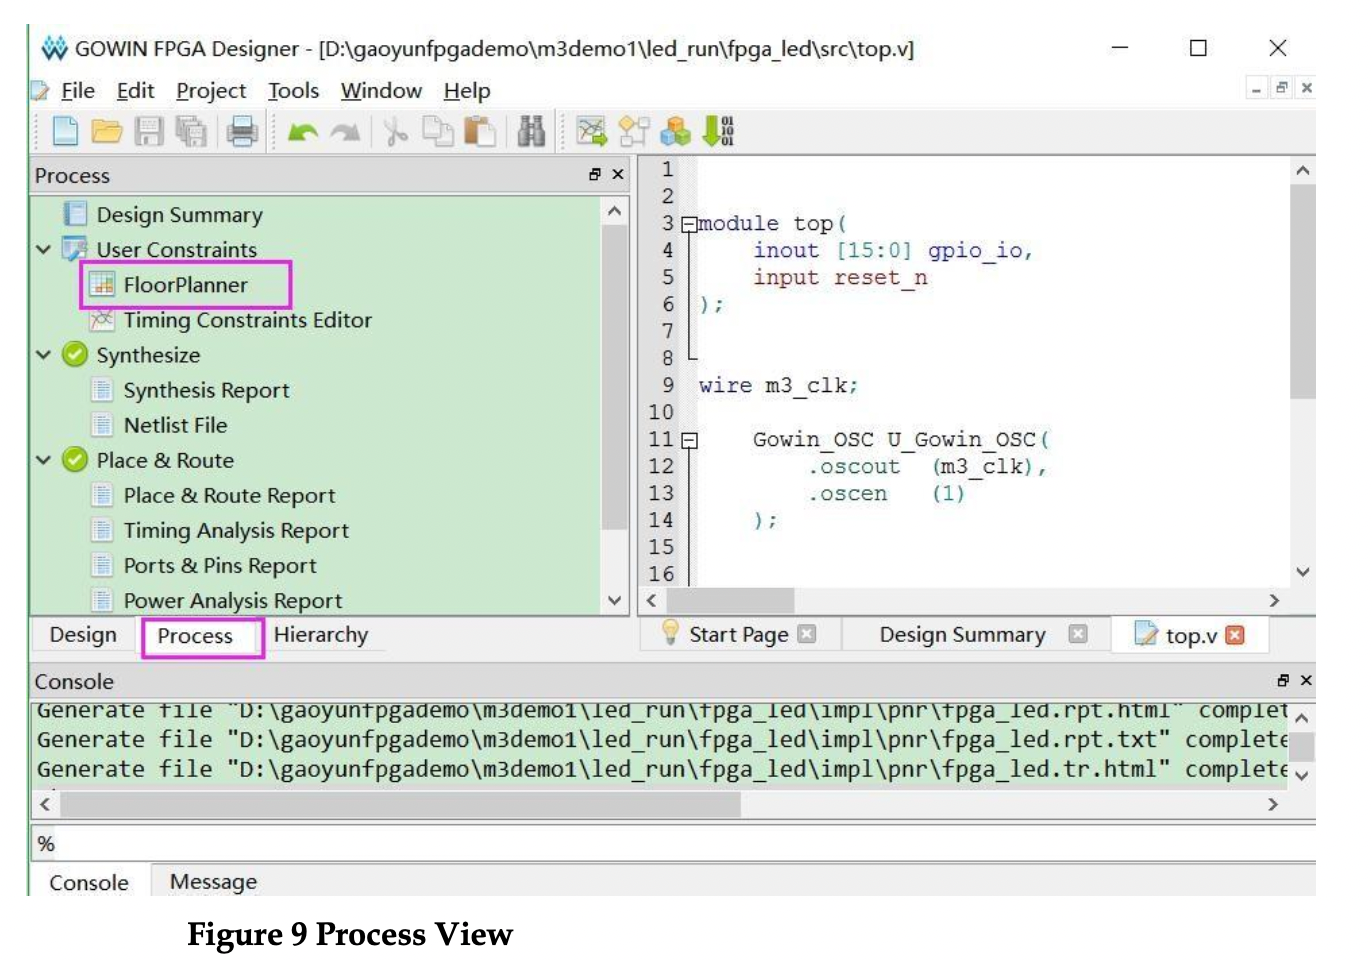 GOWIN FPGA Designer - [D:\gaoyunfpgademo\m3demo1\led_run\fpga_led\src\top.v]
File Edit Project Tools Window Help
Process
Design Summary
User Constraints
FloorPlanner
Timing Constraints Editor
Synthesize
Synthesis Report
Netlist File
Place & Route
Place & Route Report
Timing Analysis Report
Ports & Pins Report
Power Analysis Report
Design Process Hierarchy
1
2
3 module top(
4 inout [15:0] gpio_io,
5 input reset_n
6 );
7
8
9 wire m3_clk;
10
11 Gowin_OSC U_Gowin_OSC(
12 .oscout (m3_clk),
13 .oscen (1)
14 );
15
16
Start Page Design Summary top.v
Console
Generate file "D:\gaoyunfpgademo\m3demo1\led_run\fpga_led\impl\pnr\fpga_led.rpt.html" complet
Generate file "D:\gaoyunfpgademo\m3demo1\led_run\fpga_led\impl\pnr\fpga_led.rpt.txt" complete
Generate file "D:\gaoyunfpgademo\m3demo1\led_run\fpga_led\impl\pnr\fpga_led.tr.html" complete
%
Console Message
Figure 9 Process View